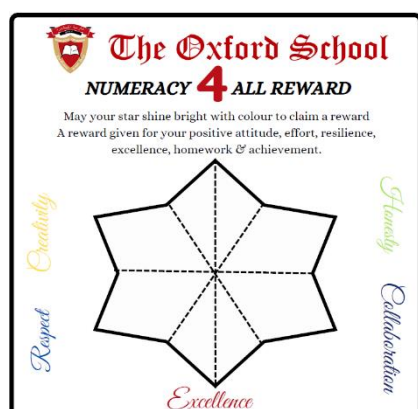 The Oxford School
NUMERACY 4 ALL REWARD
May your star shine bright with colour to claim a reward
A reward given for your positive attitude, effort, resilience,
excellence, homework & achievement.
Creativity
Honesty
Respect
Collaboration
Excellence